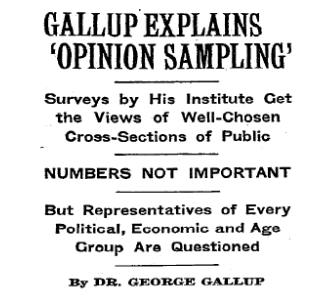 GALLUP EXPLAINS
‘OPINION SAMPLING’
Surveys by His Institute Get
the Views of Well-Chosen
Cross-Sections of Public
NUMBERS NOT IMPORTANT
But Representatives of Every
Political, Economic and Age
Group Are Questioned
By DR. GEORGE GALLUP